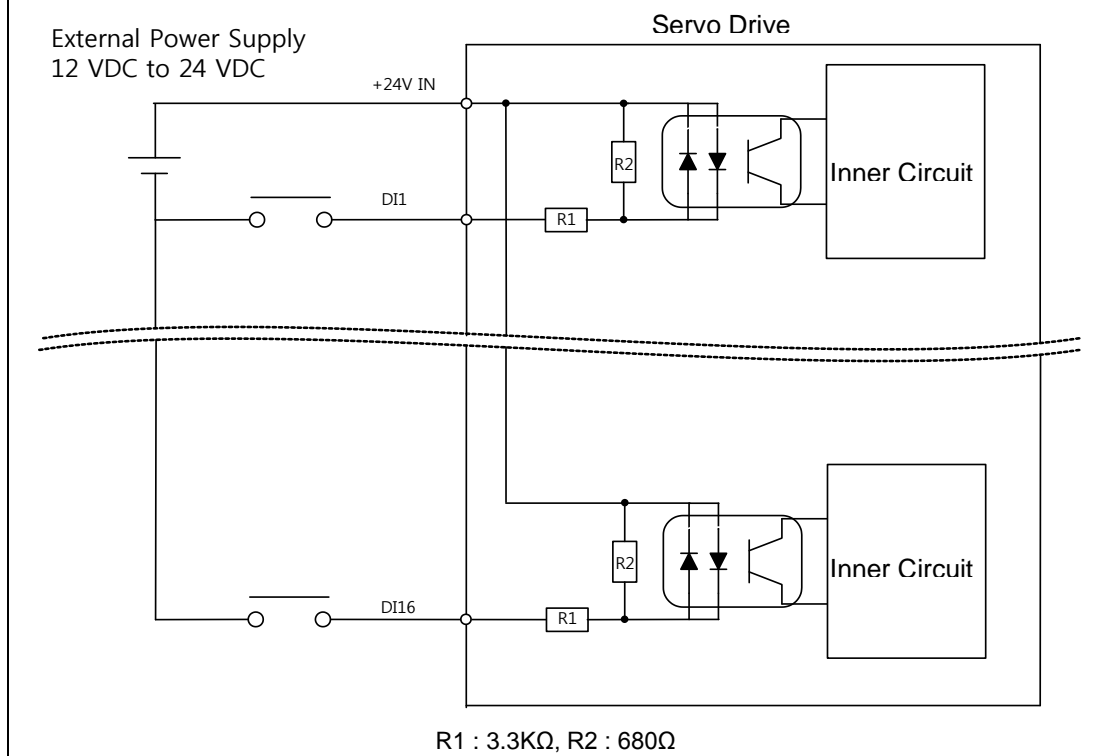 Servo Drive
External Power Supply
12 VDC to 24 VDC
+24V IN
R2
Inner Circuit
DI1
R1
R2
Inner Circuit
DI16
R1
R1 : 3.3KΩ, R2 : 680Ω